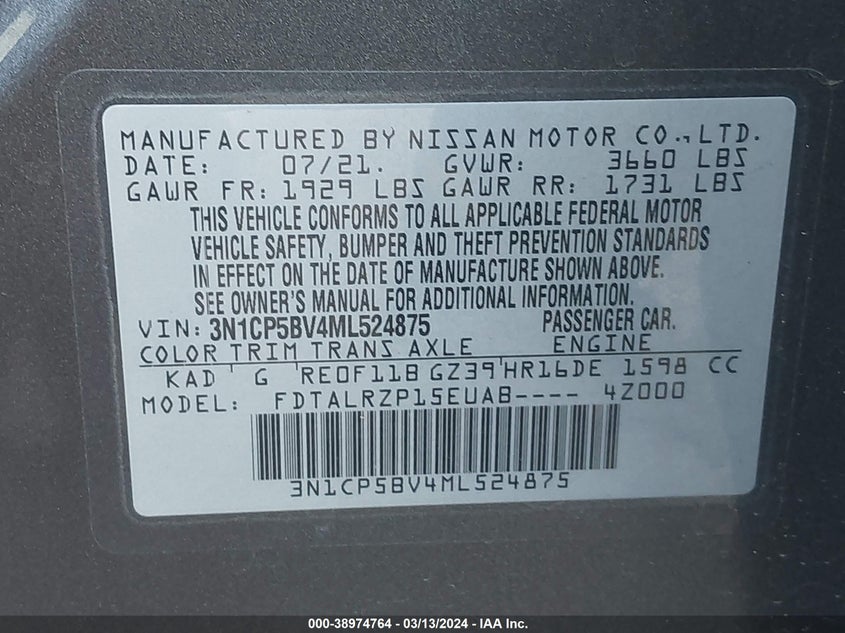 MANUFACTURED BY NISSAN MOTOR CO., LTD.
DATE: 07/21. GVWR: 3660 LBS
GAWR FR: 1929 LBS GAWR RR: 1731 LBS
THIS VEHICLE CONFORMS TO ALL APPLICABLE FEDERAL MOTOR
VEHICLE SAFETY, BUMPER AND THEFT PREVENTION STANDARDS
IN EFFECT ON THE DATE OF MANUFACTURE SHOWN ABOVE.
SEE OWNER'S MANUAL FOR ADDITIONAL INFORMATION.
VIN: 3N1CP5BV4ML524875 PASSENGER CAR.
COLOR TRIM TRANS AXLE ENGINE
KAD G RE0F11B GZ39 HR16DE 1598 CC
MODEL: FDTALRZP15EUAB---- 4Z000
3N1CP5BV4ML524875
000-38974764 - 03/13/2024 - IAA Inc.